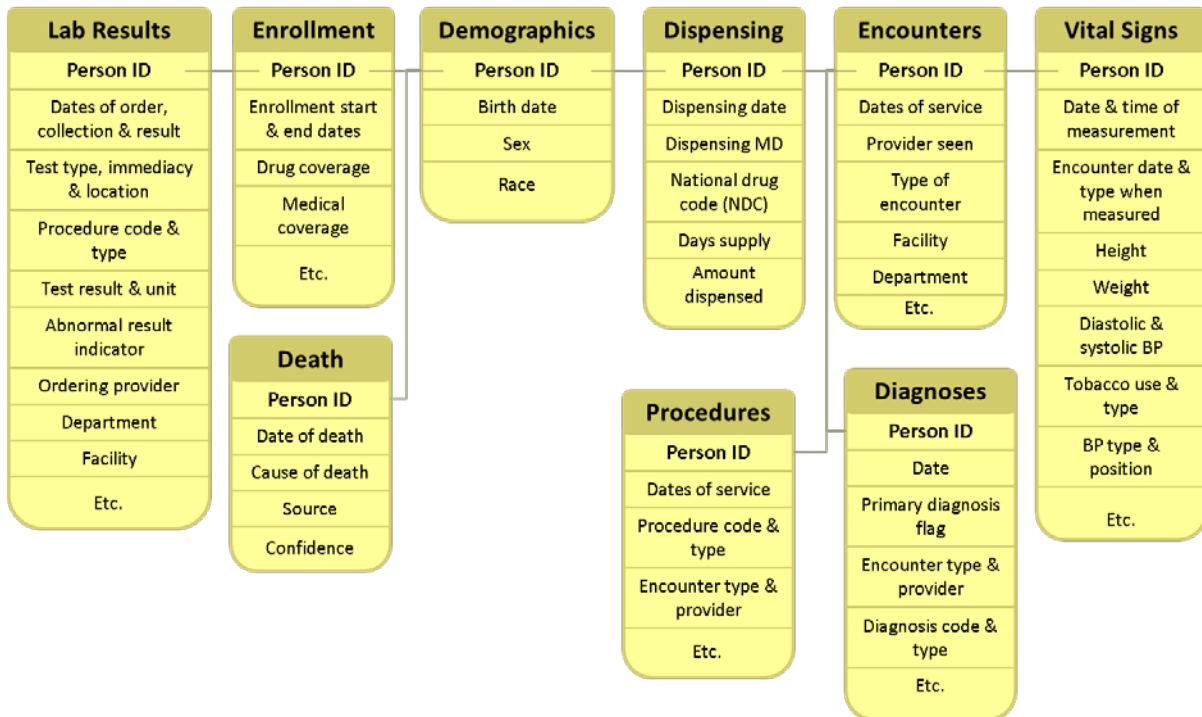 Lab Results
Person ID
Dates of order,
collection & result
Test type, immediacy
& location
Procedure code &
type
Test result & unit
Abnormal result
indicator
Ordering provider
Department
Facility
Etc.
Enrollment
Person ID
Enrollment start
& end dates
Drug coverage
Medical
coverage
Etc.
Death
Person ID
Date of death
Cause of death
Source
Confidence
Demographics
Person ID
Birth date
Sex
Race
Dispensing
Person ID
Dispensing date
Dispensing MD
National drug
code (NDC)
Days supply
Amount
dispensed
Procedures
Person ID
Dates of service
Procedure code &
type
Encounter type &
provider
Etc.
Encounters
Person ID
Dates of service
Provider seen
Type of
encounter
Facility
Department
Etc.
Diagnoses
Person ID
Date
Primary diagnosis
flag
Encounter type &
provider
Diagnosis code &
type
Etc.
Vital Signs
Person ID
Date & time of
measurement
Encounter date &
type when
measured
Height
Weight
Diastolic &
systolic BP
Tobacco use &
type
BP type &
position
Etc.